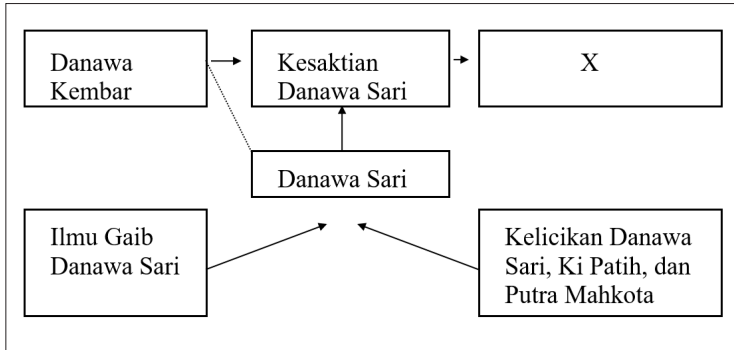 Danawa
Kembar
Kesaktian
Danawa Sari
X
Danawa Sari
Ilmu Gaib
Danawa Sari
Kelicikan Danawa
Sari, Ki Patih, dan
Putra Mahkota